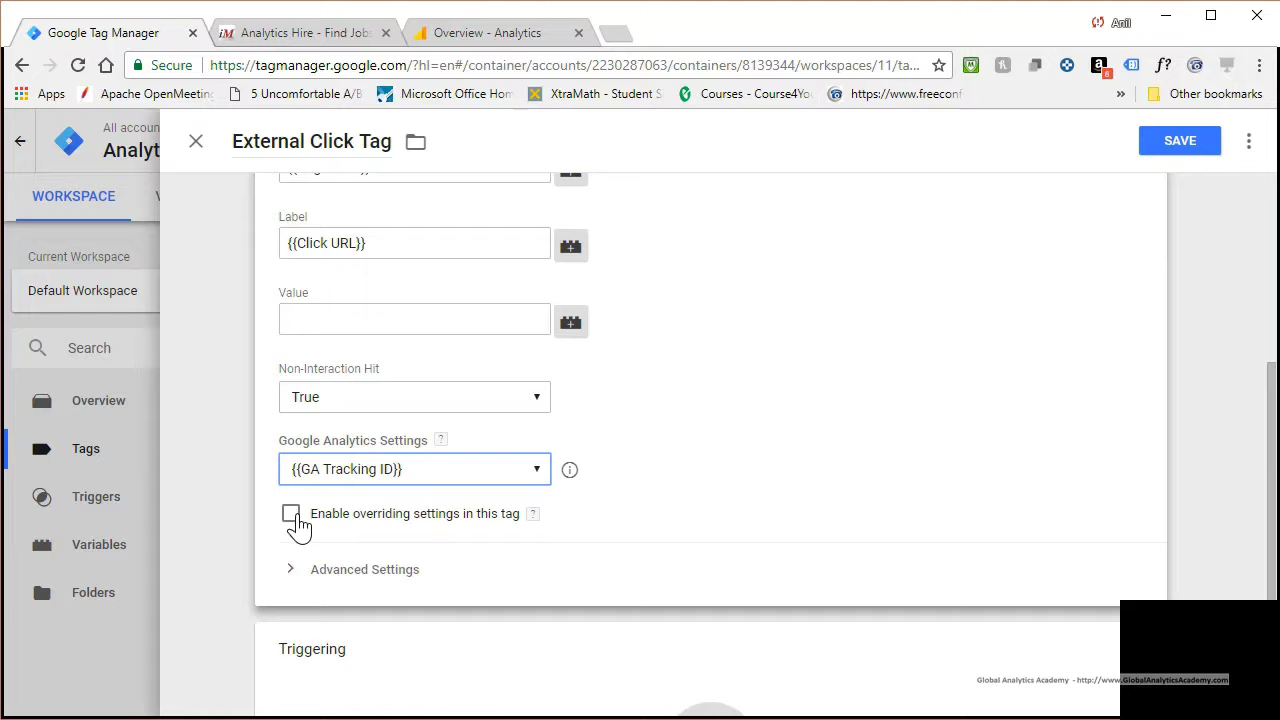 Google Tag Manager
Analytics Hire - Find Jobs
Overview - Analytics
Anil
Secure
https://tagmanager.google.com/?hl=en#/container/accounts/2230287063/containers/8139344/workspaces/11/ta...
f?
8
Apps
Apache OpenMeeting
5 Uncomfortable A/B
Microsoft Office Hom
XtraMath - Student S
Courses - Course4You
https://www.freeconf
»
Other bookmarks
All accou
Analyt
External Click Tag
SAVE
WORKSPACE
V
Label
{{Click URL}}
Current Workspace
Default Workspace
Value
Search
Non-Interaction Hit
True
Overview
Google Analytics Settings ?
Tags
{{GA Tracking ID}}
Triggers
Enable overriding settings in this tag ?
Variables
Advanced Settings
Folders
Triggering
Global Analytics Academy - http://www.GlobalAnalyticsAcademy.com